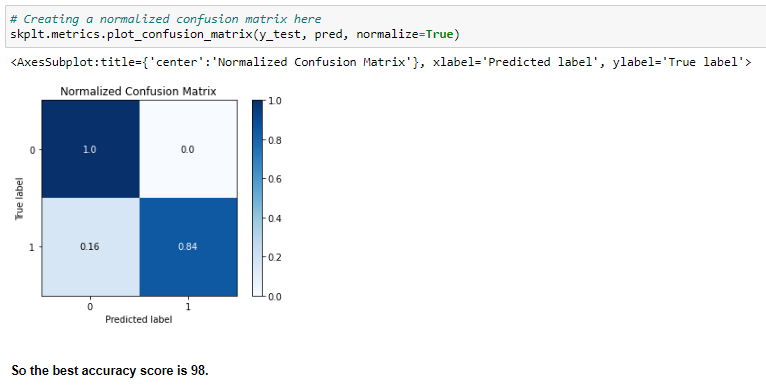 # Creating a normalized confusion matrix here
skplt.metrics.plot_confusion_matrix(y_test, pred, normalize=True)
<AxesSubplot:title={'center':'Normalized Confusion Matrix'}, xlabel='Predicted label', ylabel='True label'>
Normalized Confusion Matrix
1.0
0.8
0.6
0.4
0.2
0.0
True label
0
1.0
0.0
1
0.16
0.84
0
1
Predicted label
So the best accuracy score is 98.